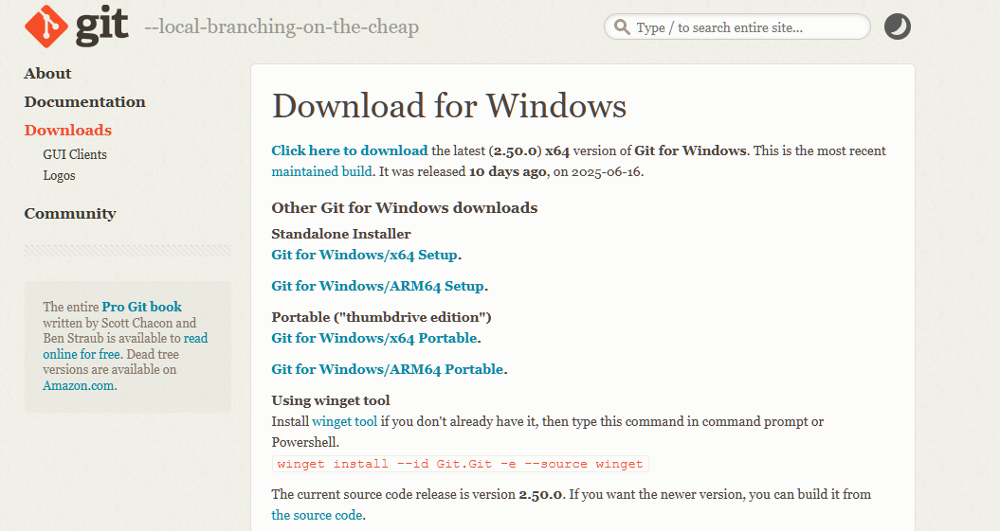 git --local-branching-on-the-cheap
Type / to search entire site...
About
Documentation
Downloads
GUI Clients
Logos
Community
The entire Pro Git book
written by Scott Chacon and
Ben Straub is available to read
online for free. Dead tree
versions are available on
Amazon.com.
Download for Windows
Click here to download the latest (2.50.0) x64 version of Git for Windows. This is the most recent
maintained build. It was released 10 days ago, on 2025-06-16.
Other Git for Windows downloads
Standalone Installer
Git for Windows/x64 Setup.
Git for Windows/ARM64 Setup.
Portable ("thumbdrive edition")
Git for Windows/x64 Portable.
Git for Windows/ARM64 Portable.
Using winget tool
Install winget tool if you don't already have it, then type this command in command prompt or
Powershell.
winget install --id Git.Git -e --source winget
The current source code release is version 2.50.0. If you want the newer version, you can build it from
the source code.